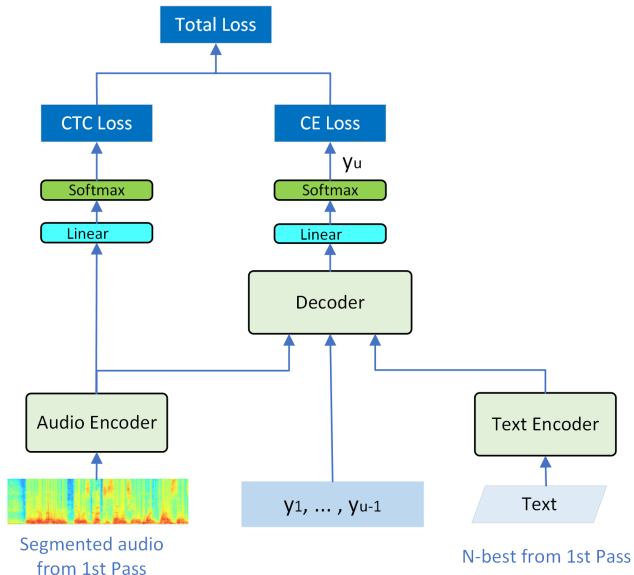 Total Loss
CTC Loss
CE Loss
yu
Softmax
Softmax
Linear
Linear
Decoder
Audio Encoder
Text Encoder
y1, ... , yu-1
Text
Segmented audio
from 1st Pass
N-best from 1st Pass